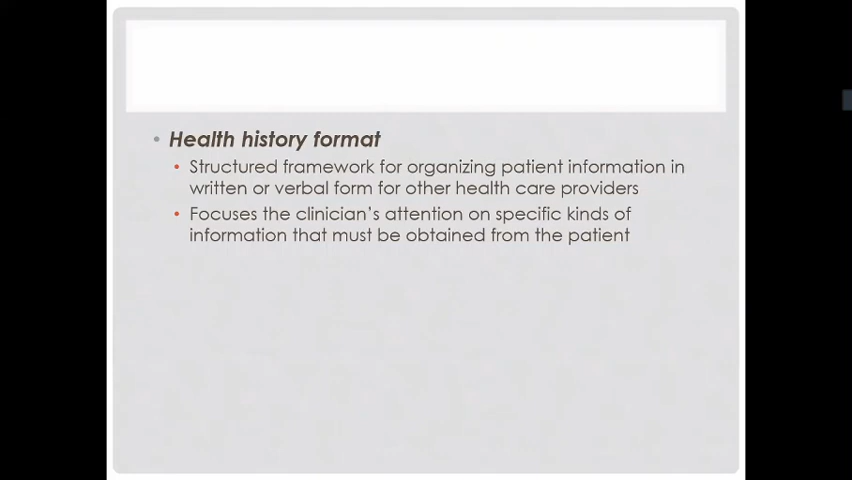 • Health history format
• Structured framework for organizing patient information in
written or verbal form for other health care providers
• Focuses the clinician’s attention on specific kinds of
information that must be obtained from the patient